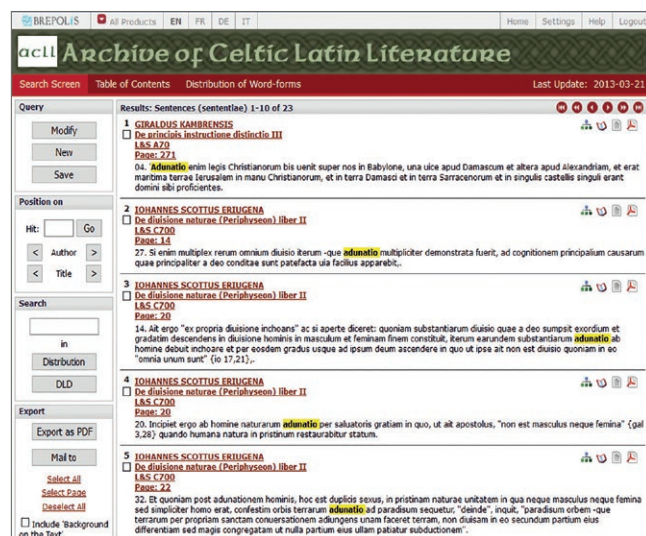 BREPOLiS All Products EN FR DE IT Home Settings Help Logout
acll Archive of Celtic Latin Literature
Search Screen Table of Contents Distribution of Word-forms Last Update: 2013-03-21
Query
Modify
New
Save
Position on
Hit: Go
< Author >
< Title >
Search
in
Distribution
DLD
Export
Export as PDF
Mail to
Select All
Select Page
Deselect All
Include 'Background
on the Text'
Results: Sentences (sententiae) 1-10 of 23
1 GIRALDUS KAMBRENSIS
De principis instructione distinctio III
L&S A70
Page: 271
04. 'Adunatio enim legis Christianorum bis uenit super nos in Babylone, una uice apud Damascum et altera apud Alexandriam, et erat
maritima terrae Ierusalem in manu Christianorum, et in terra Damasci et in terra Sarracenorum et in singulis castellis singuli erant
domini sibi proficientes.
2 IOHANNES SCOTTUS ERIUGENA
De diuisione naturae (Periphyseon) liber II
L&S C700
Page: 14
27. Si enim multiplex rerum omnium diuisio iterum -que adunatio multipliciter demonstrata fuerit, ad cognitionem principalium causarum
quae principaliter a deo conditae sunt patefacta uia facilius apparebit,.
3 IOHANNES SCOTTUS ERIUGENA
De diuisione naturae (Periphyseon) liber II
L&S C700
Page: 20
14. Ait ergo "ex propria diuisione inchoans" ac si aperte diceret: quoniam substantiarum diuisio quae a deo sumpsit exordium et
gradatim descendens in diuisione hominis in masculum et feminam finem constituit, iterum earundem substantiarum adunatio ab
homine debuit inchoare et per eosdem gradus usque ad ipsum deum ascendere in quo ut ipse ait non est diuisio quoniam in eo
"omnia unum sunt" {io 17,21},.
4 IOHANNES SCOTTUS ERIUGENA
De diuisione naturae (Periphyseon) liber II
L&S C700
Page: 20
20. Incipiet ergo ab homine naturarum adunatio per saluatoris gratiam in quo, ut ait apostolus, "non est masculus neque femina" {gal
3,28} quando humana natura in pristinum restaurabitur statum.
5 IOHANNES SCOTTUS ERIUGENA
De diuisione naturae (Periphyseon) liber II
L&S C700
Page: 22
32. Et quoniam post adunationem hominis, hoc est duplicis sexus, in pristinam naturae unitatem in qua neque masculus neque femina
sed simpliciter homo erat, confestim orbis terrarum adunatio ad paradisum sequetur, "deinde", inquit, "paradisum orbem -que
terrarum per propriam sanctam conuersationem adiungens unam faceret terram, non diuisam in eo secundum partium eius
differentiam sed magis congregatam ut nulla partium eius ullam patiatur subductionem".